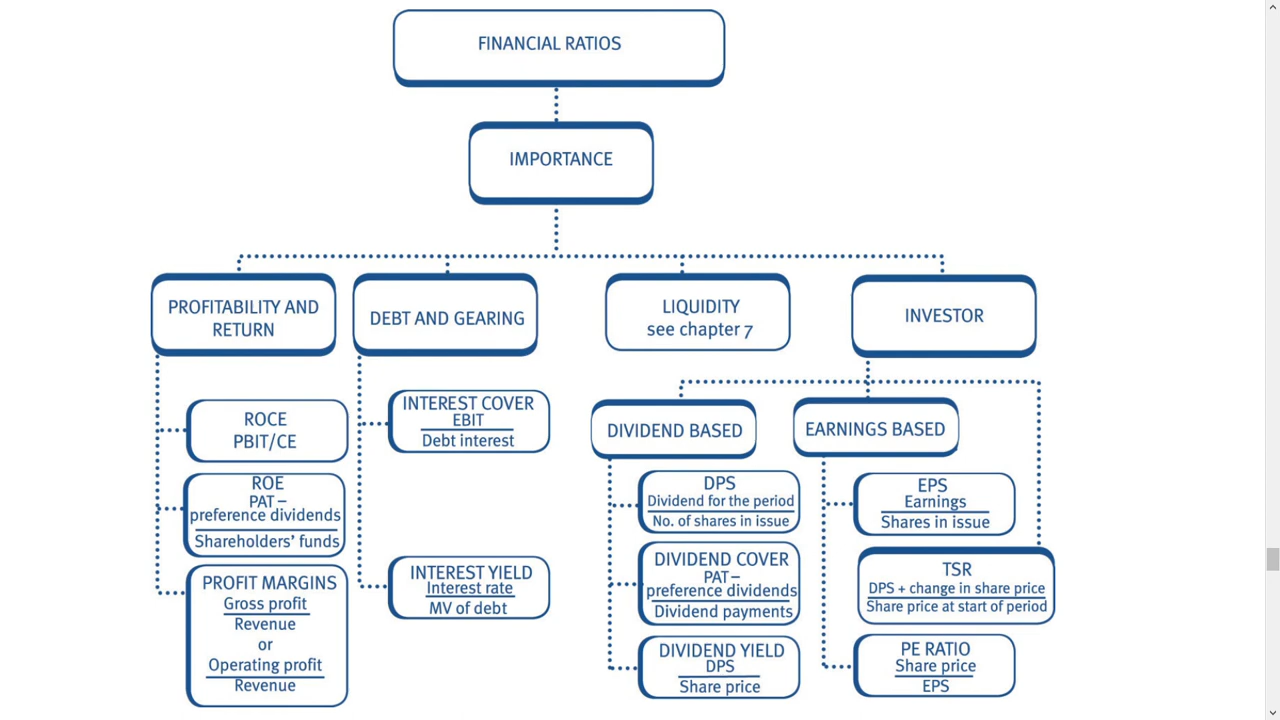 FINANCIAL RATIOS
IMPORTANCE
PROFITABILITY AND
RETURN
DEBT AND GEARING
LIQUIDITY
see chapter 7
INVESTOR
ROCE
PBIT/CE
ROE
PAT–
preference dividends
Shareholders' funds
PROFIT MARGINS
Gross profit
Revenue
or
Operating profit
Revenue
INTEREST COVER
EBIT
Debt interest
INTEREST YIELD
Interest rate
MV of debt
DIVIDEND BASED
DPS
Dividend for the period
No. of shares in issue
DIVIDEND COVER
PAT–
preference dividends
Dividend payments
DIVIDEND YIELD
DPS
Share price
EARNINGS BASED
EPS
Earnings
Shares in issue
TSR
DPS + change in share price
Share price at start of period
PE RATIO
Share price
EPS